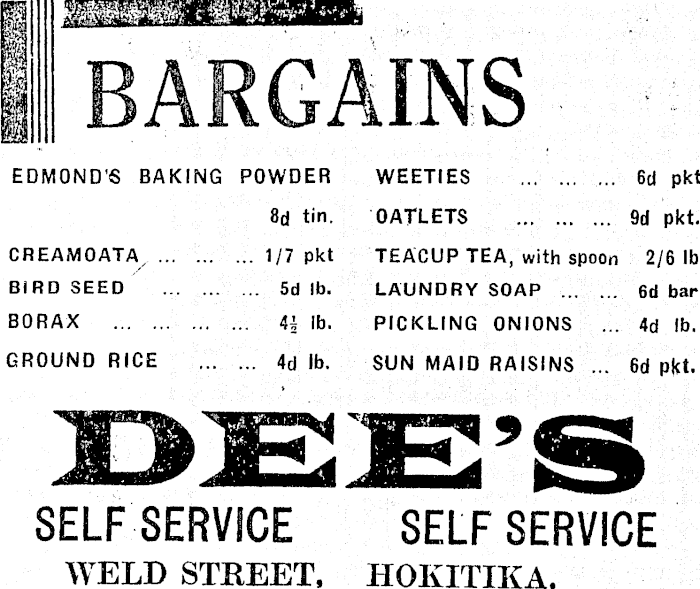 BARGAINS
EDMOND'S BAKING POWDER
8d tin.
CREAMOATA ... ... ... 1/7 pkt
BIRD SEED ... ... ... 5d lb.
BORAX ... ... ... ... 4½ lb.
GROUND RICE ... ... 4d lb.
WEETIES ... ... ... 6d pkt
OATLETS ... ... ... 9d pkt.
TEACUP TEA, with spoon 2/6 lb
LAUNDRY SOAP ... ... 6d bar
PICKLING ONIONS ... 4d lb.
SUN MAID RAISINS ... 6d pkt.
DEE'S
SELF SERVICE SELF SERVICE
WELD STREET, HOKITIKA.